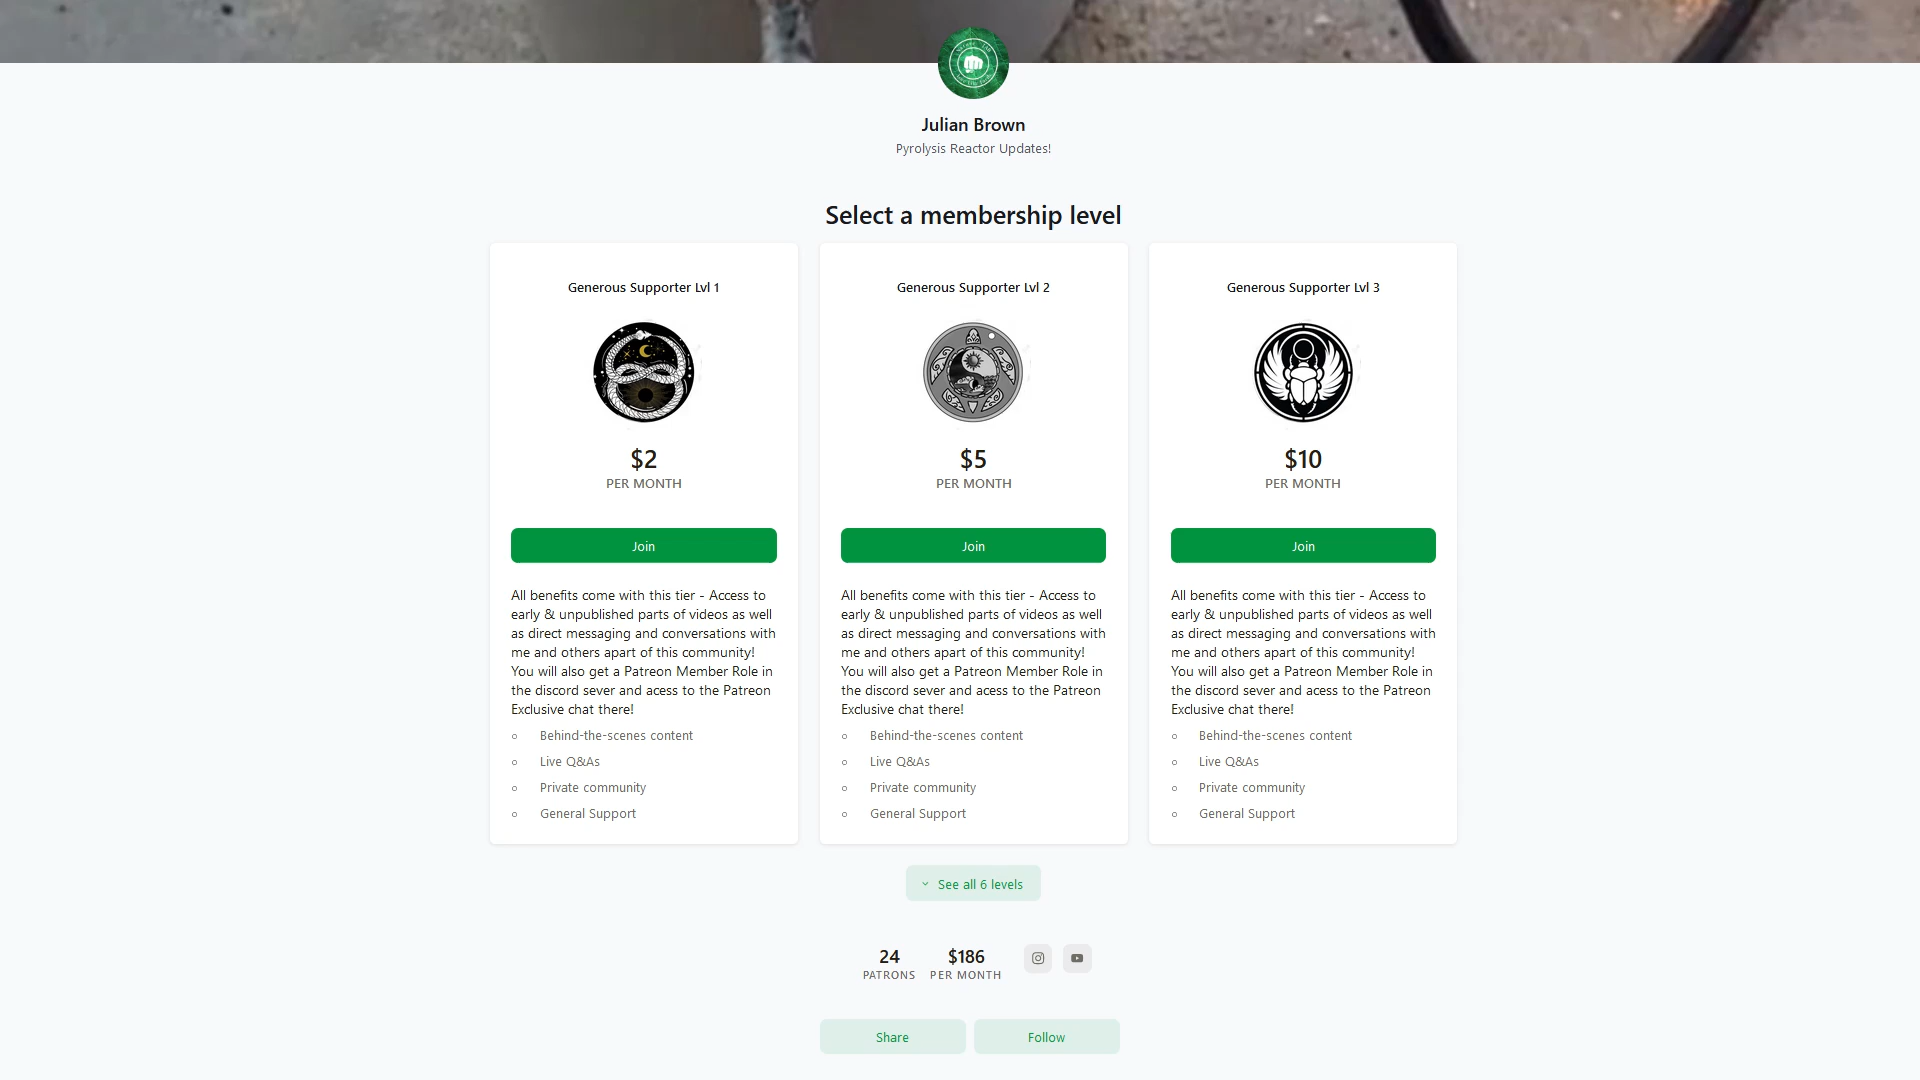 Julian Brown
Pyrolysis Reactor Updates!
Select a membership level
Generous Supporter Lvl 1
$2
PER MONTH
Join
All benefits come with this tier - Access to
early & unpublished parts of videos as well
as direct messaging and conversations with
me and others apart of this community!
You will also get a Patreon Member Role in
the discord sever and acess to the Patreon
Exclusive chat there!
Behind-the-scenes content
Live Q&As
Private community
General Support
Generous Supporter Lvl 2
$5
PER MONTH
Join
All benefits come with this tier - Access to
early & unpublished parts of videos as well
as direct messaging and conversations with
me and others apart of this community!
You will also get a Patreon Member Role in
the discord sever and acess to the Patreon
Exclusive chat there!
Behind-the-scenes content
Live Q&As
Private community
General Support
Generous Supporter Lvl 3
$10
PER MONTH
Join
All benefits come with this tier - Access to
early & unpublished parts of videos as well
as direct messaging and conversations with
me and others apart of this community!
You will also get a Patreon Member Role in
the discord sever and acess to the Patreon
Exclusive chat there!
Behind-the-scenes content
Live Q&As
Private community
General Support
See all 6 levels
24
PATRONS
$186
PER MONTH
Share
Follow